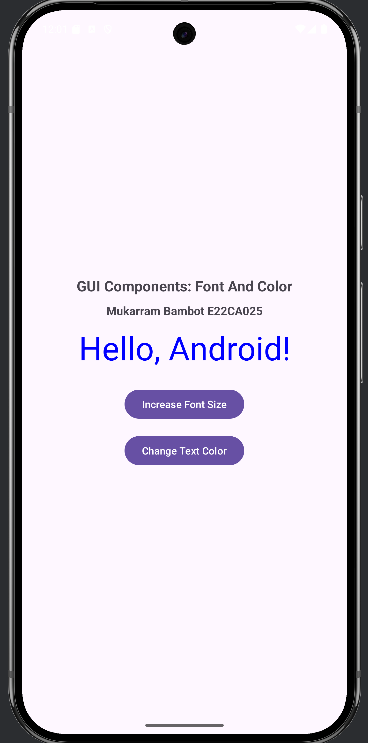 GUI Components: Font And Color
Mukarram Bambot E22CA025
Hello, Android!
Increase Font Size
Change Text Color